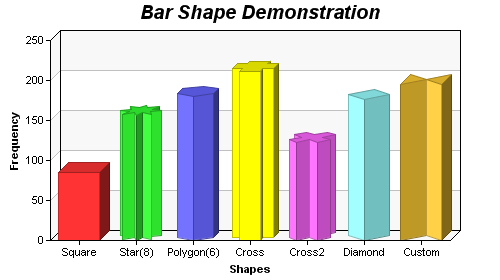 Bar Shape Demonstration
250
200
150
100
50
0
Frequency
Square Star(8) Polygon(6) Cross Cross2 Diamond Custom
Shapes